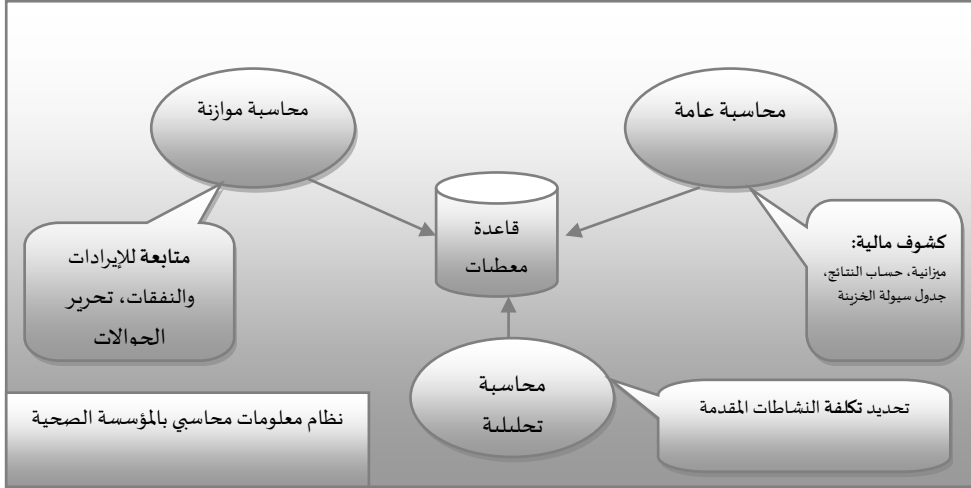 محاسبة عامة
محاسبة موازنة
قاعدة
معطيات
كشوف مالية:
ميزانية، حساب النتائج،
جدول سيولة الخزينة
متابعة للإيرادات
والنفقات، تحرير
الحوالات
محاسبة
تحليلية
تحديد تكلفة النشاطات المقدمة
نظام معلومات محاسبي بالمؤسسة الصحية